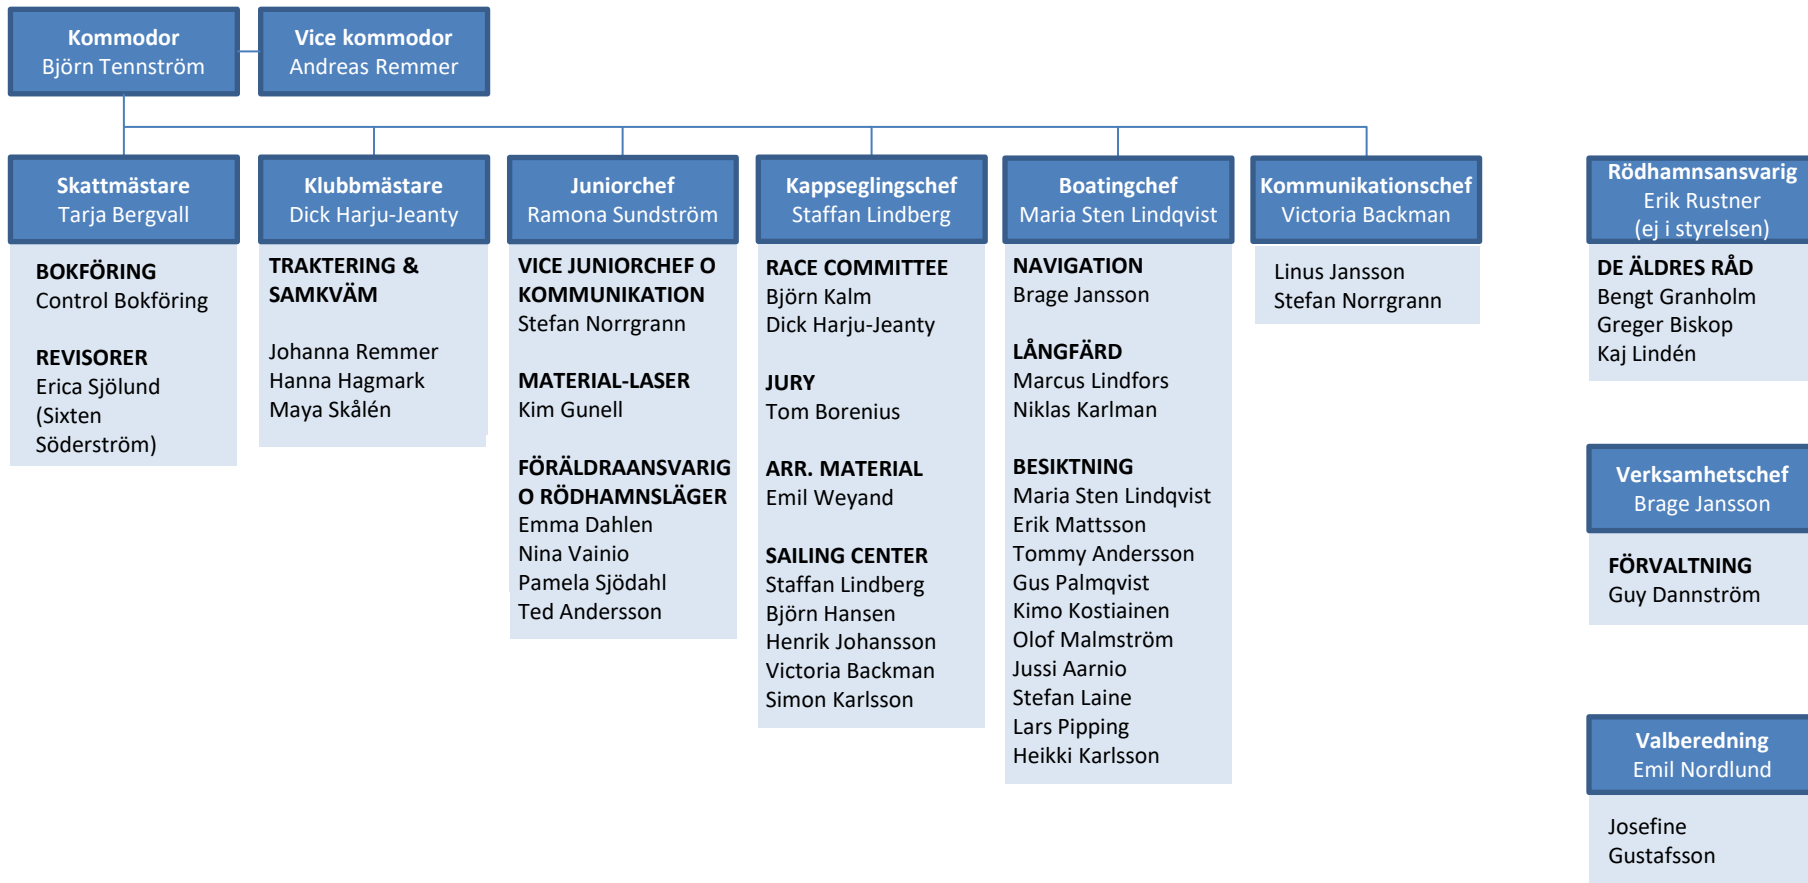 Kommodor
Björn Tennström
Vice kommodor
Andreas Remmer
Skattmästare
Tarja Bergvall
BOKFÖRING
Control Bokföring
REVISORER
Erica Sjölund
(Sixten
Söderström)
Klubbmästare
Dick Harju-Jeanty
TRAKTERING &
SAMKVÄM
Johanna Remmer
Hanna Hagmark
Maya Skålén
Juniorchef
Ramona Sundström
VICE JUNIORCHEF O
KOMMUNIKATION
Stefan Norrgrann
MATERIAL-LASER
Kim Gunell
FÖRÄLDRAANSVARIG
O RÖDHAMNSLÄGER
Emma Dahlen
Nina Vainio
Pamela Sjödahl
Ted Andersson
Kappseglingschef
Staffan Lindberg
RACE COMMITTEE
Björn Kalm
Dick Harju-Jeanty
JURY
Tom Borenius
ARR. MATERIAL
Emil Weyand
SAILING CENTER
Staffan Lindberg
Björn Hansen
Henrik Johansson
Victoria Backman
Simon Karlsson
Boatingchef
Maria Sten Lindqvist
NAVIGATION
Brage Jansson
LÅNGFÄRD
Marcus Lindfors
Niklas Karlman
BESIKTNING
Maria Sten Lindqvist
Erik Mattsson
Tommy Andersson
Gus Palmqvist
Kimo Kostiainen
Olof Malmström
Jussi Aarnio
Stefan Laine
Lars Pipping
Heikki Karlsson
Kommunikationschef
Victoria Backman
Linus Jansson
Stefan Norrgrann
Rödhamnsansvarig
Erik Rustner
(ej i styrelsen)
DE ÄLDRES RÅD
Bengt Granholm
Greger Biskop
Kaj Lindén
Verksamhetschef
Brage Jansson
FÖRVALTNING
Guy Dannström
Valberedning
Emil Nordlund
Josefine
Gustafsson